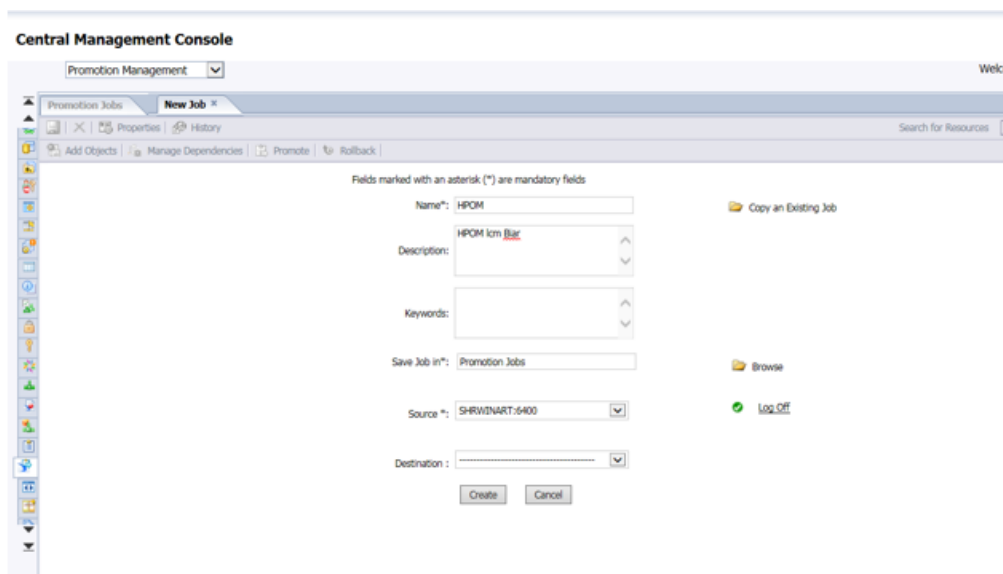 Central Management Console
Promotion Management
Welc
Promotion Jobs New Job ×
Properties History Search for Resources
Add Objects Manage Dependencies Promote Rollback
Fields marked with an asterisk (*) are mandatory fields
Name*: HPOM Copy an Existing Job
Description: HPOM lcm Biar
Keywords:
Save Job in*: Promotion Jobs Browse
Source *: SHRWINART:6400 Log Off
Destination : ----------------------------------------
Create Cancel